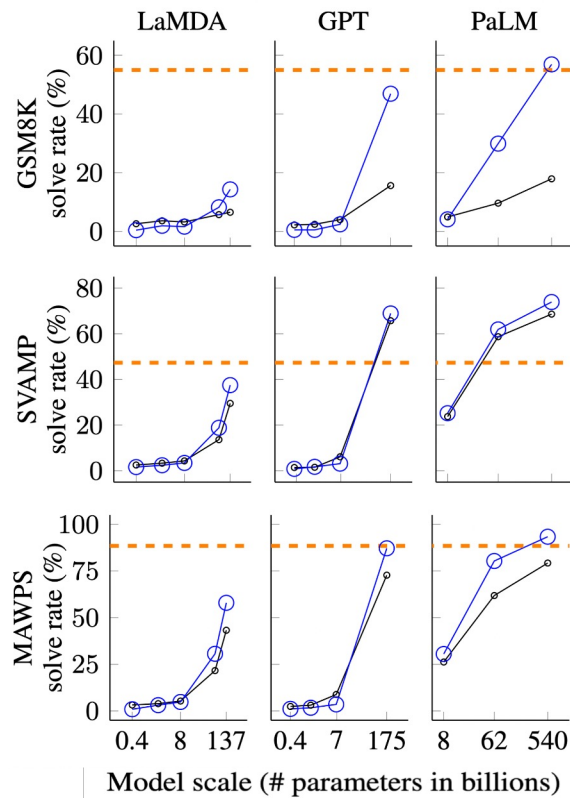 LaMDA GPT PaLM
GSM8K
solve rate (%)
60
40
20
0
SVAMP
solve rate (%)
80
60
40
20
0
MAWPS
solve rate (%)
100
75
50
25
0
0.4 8 137 0.4 7 175 8 62 540
Model scale (# parameters in billions)